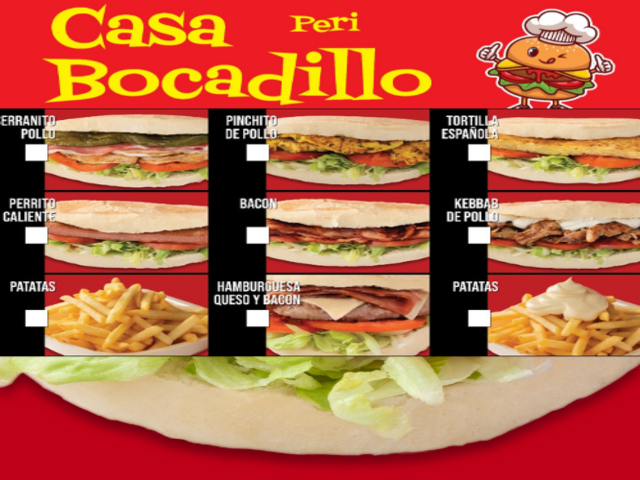 Casa Peri
Bocadillo
SERRANITO
POLLO
PINCHITO
DE POLLO
TORTILLA
ESPAÑOLA
PERRITO
CALIENTE
BACON
KEBBAB
DE POLLO
PATATAS
HAMBURGUESA
QUESO Y BACON
PATATAS